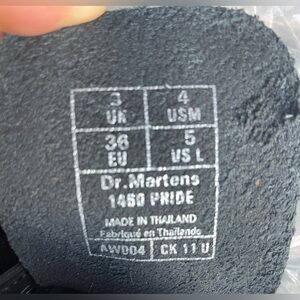 3 4
UK USM
36 5
EU US L
Dr.Martens
1460 PRIDE
MADE IN THAILAND
Fabriqué en Thaïlande
AW004 CK 11 U